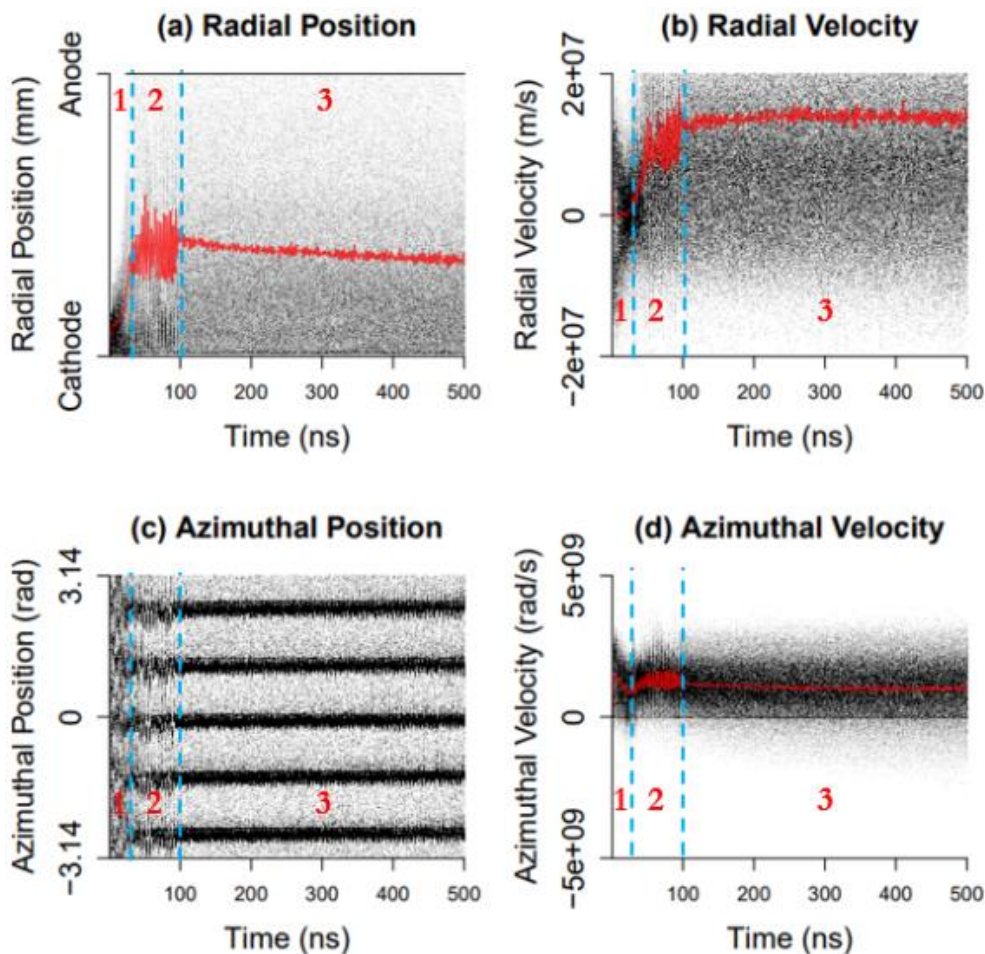 (a) Radial Position
Anode
Radial Position (mm)
Cathode
1 2 3
100 200 300 400 500
Time (ns)
(b) Radial Velocity
2e+07
0
−2e+07
Radial Velocity (m/s)
1 2 3
100 200 300 400 500
Time (ns)
(c) Azimuthal Position
3.14
0
−3.14
Azimuthal Position (rad)
1 2 3
100 200 300 400 500
Time (ns)
(d) Azimuthal Velocity
5e+09
0
−5e+09
Azimuthal Velocity (rad/s)
1 2 3
100 200 300 400 500
Time (ns)